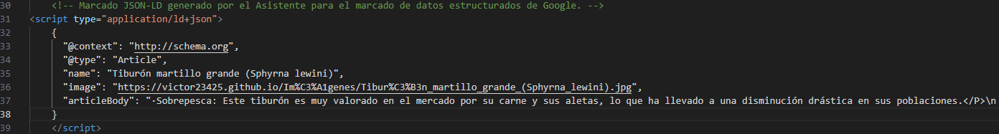 30 <!-- Marcado JSON-LD generado por el Asistente para el marcado de datos estructurados de Google. -->
31 <script type="application/ld+json">
32 {
33 "@context": "http://schema.org",
34 "@type": "Article",
35 "name": "Tiburón martillo grande (Sphyrna lewini)",
36 "image": "https://victor23425.github.io/Im%C3%A1genes/Tibur%C3%B3n_martillo_grande_(Sphyrna_lewini).jpg",
37 "articleBody": "·Sobrepesca: Este tiburón es muy valorado en el mercado por su carne y sus aletas, lo que ha llevado a una disminución drástica en sus poblaciones.</P>\n
38 }
39 </script>